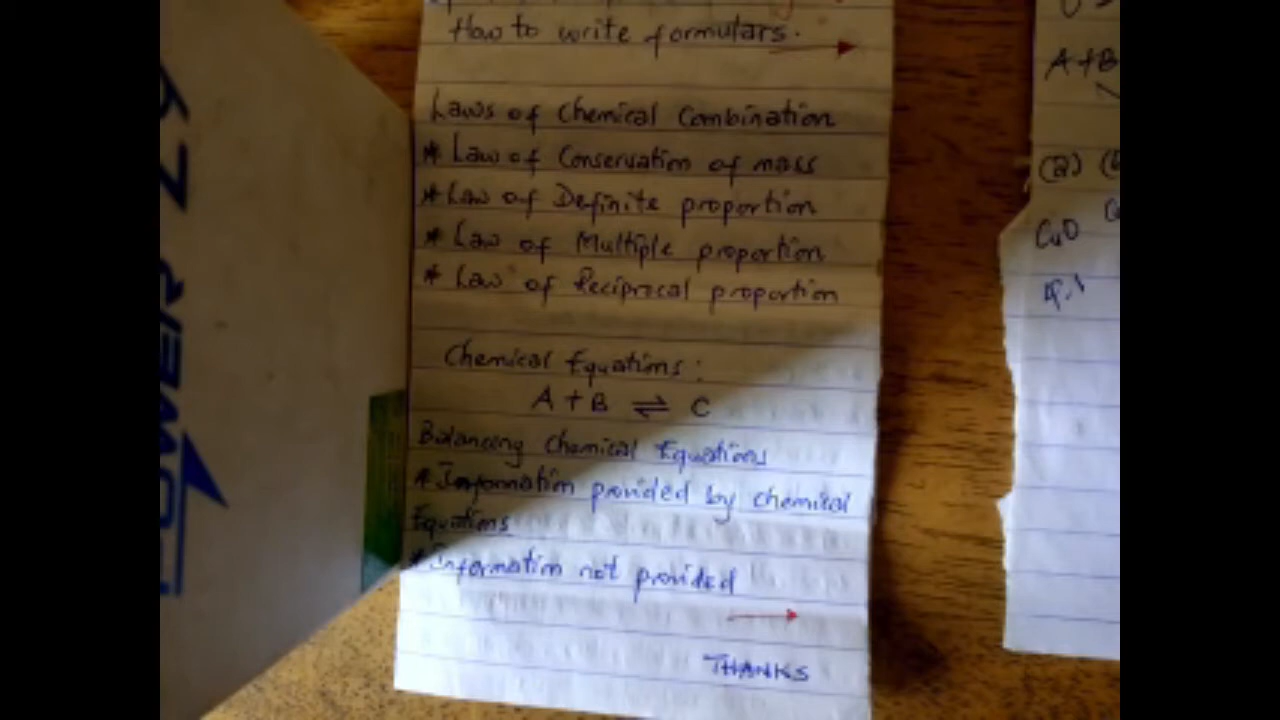 How to write formulars.
Laws of Chemical Combination
* Law of Conservation of mass
* Law of Definite proportion
* Law of Multiple proportion
* Law of Reciprocal proportion
Chemical Equations:
A + B ⇌ C
Balancing Chemical Equations
* Information provided by chemical
Equations
* Information not provided
THANKS
A+B
(a) (b
CuO